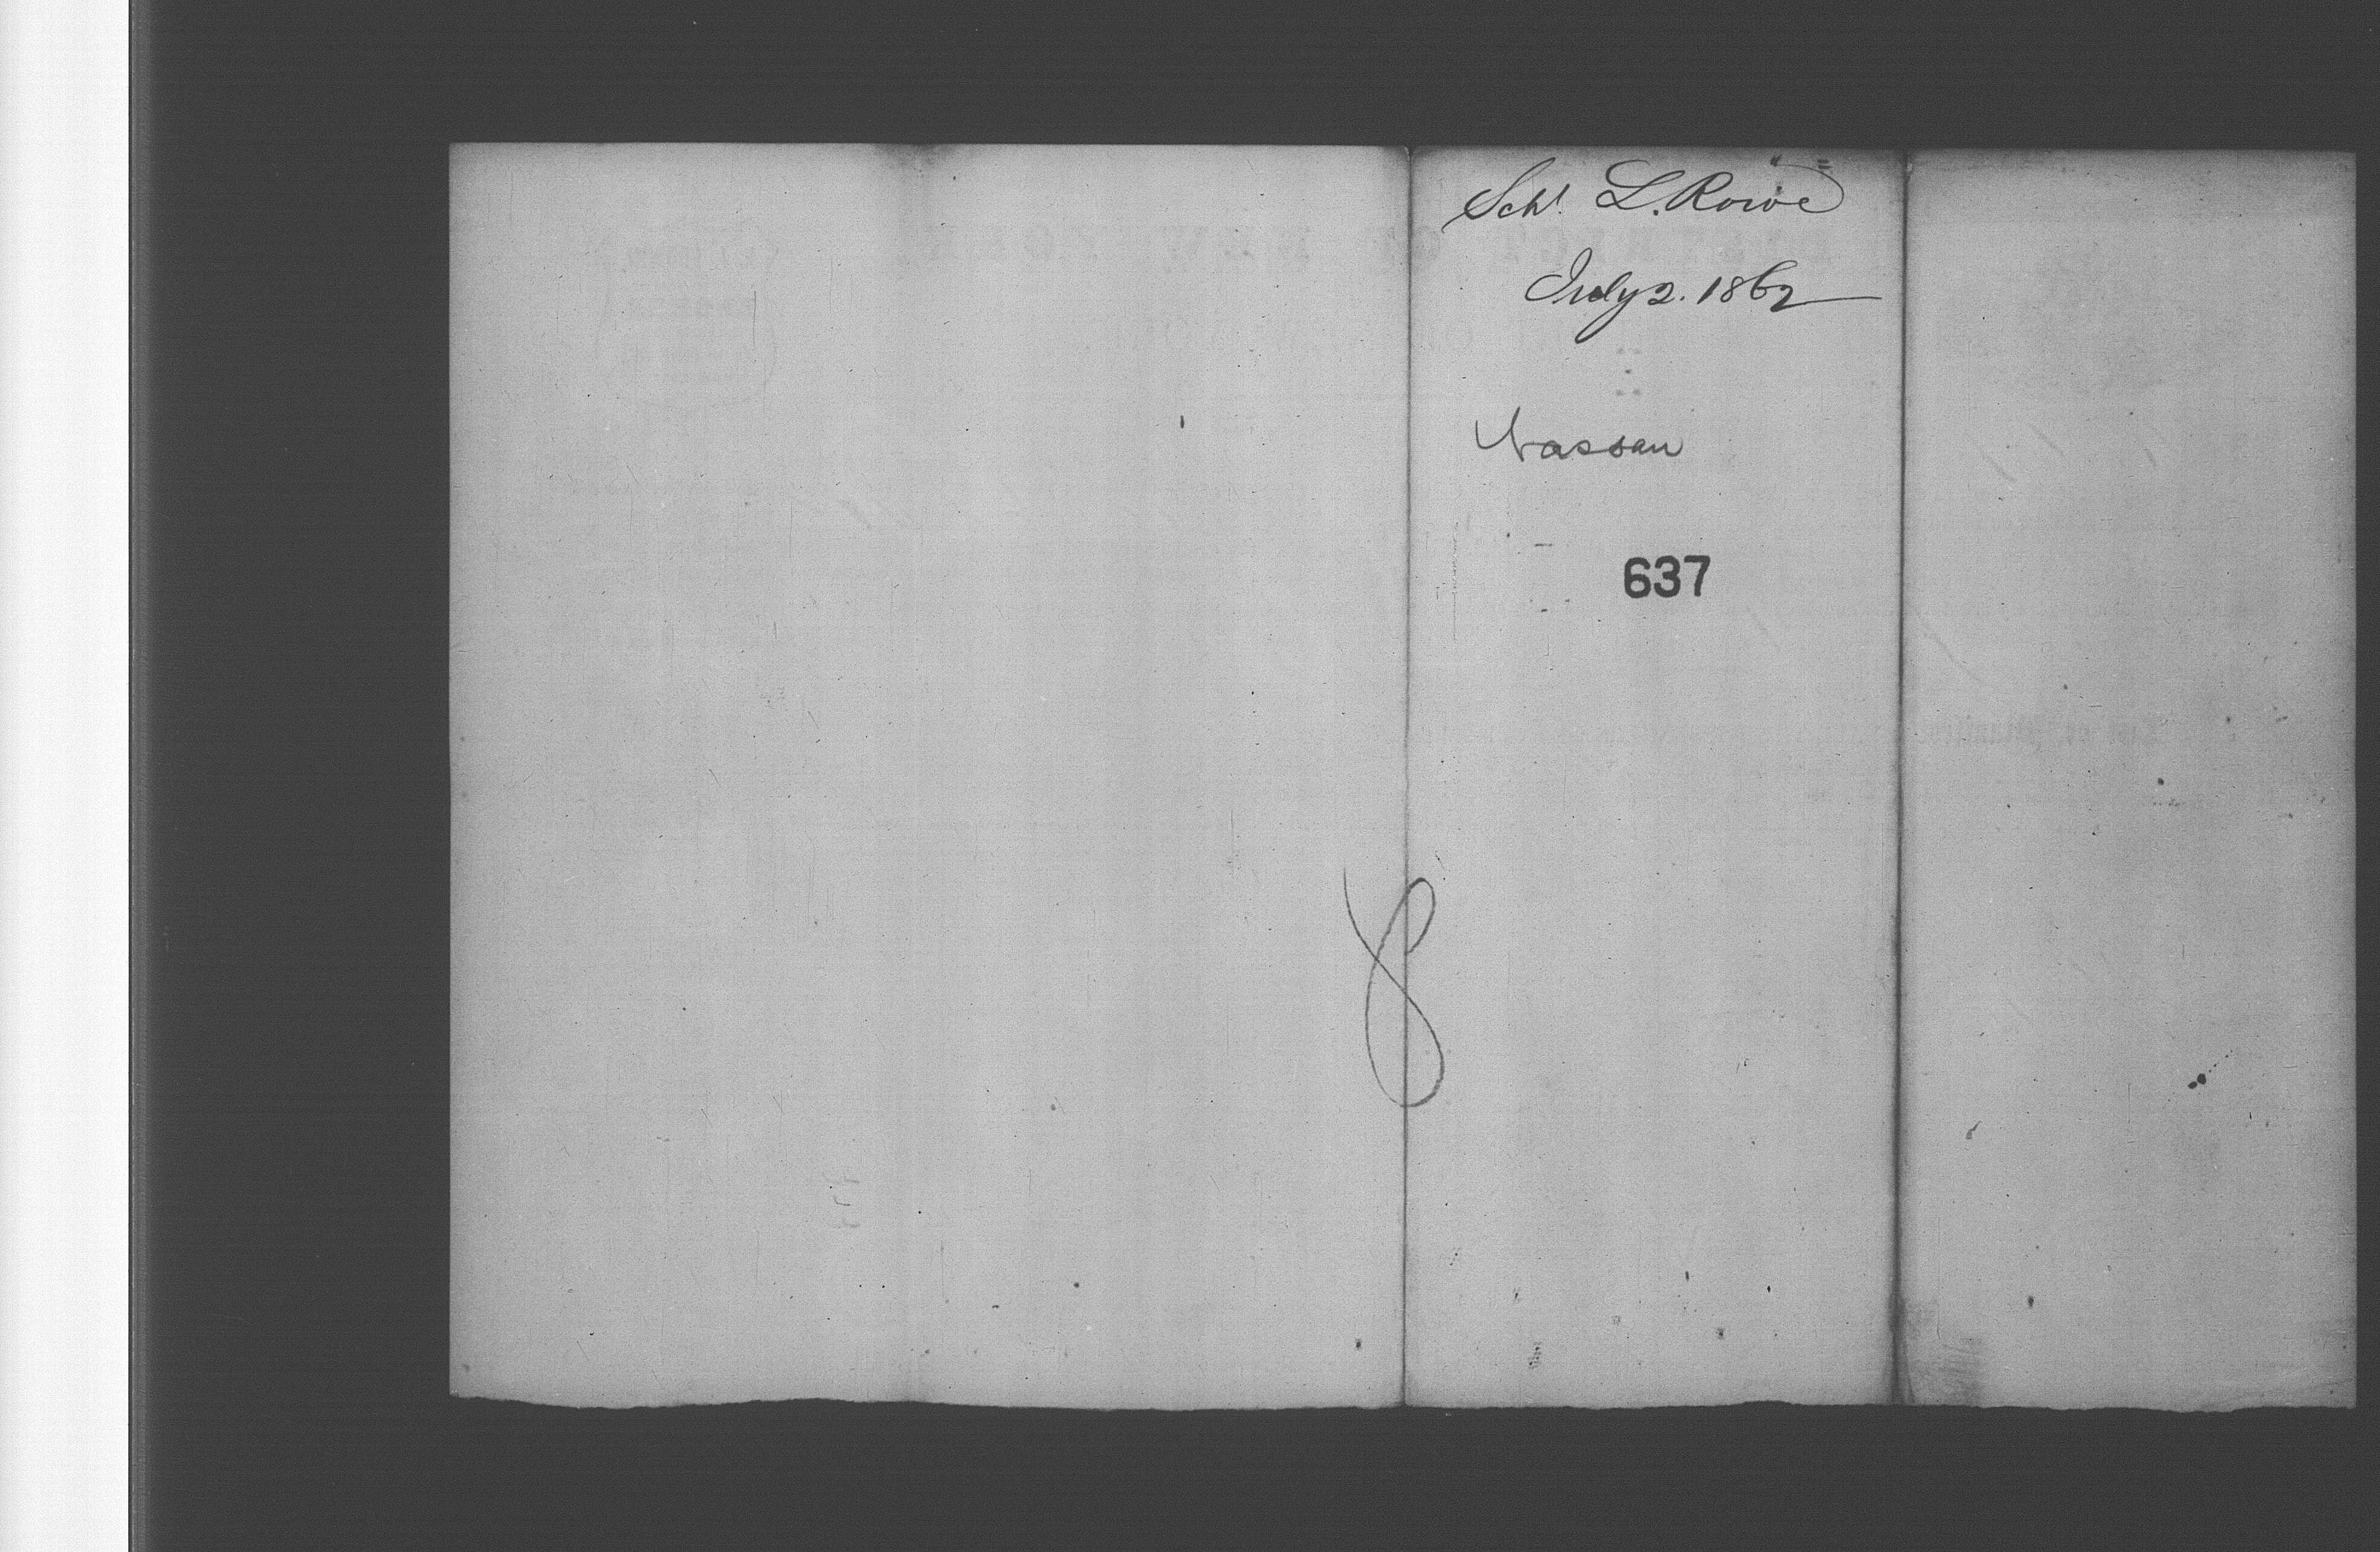 Schr. L. Rowe
July 2. 1862
Nassau
637
8